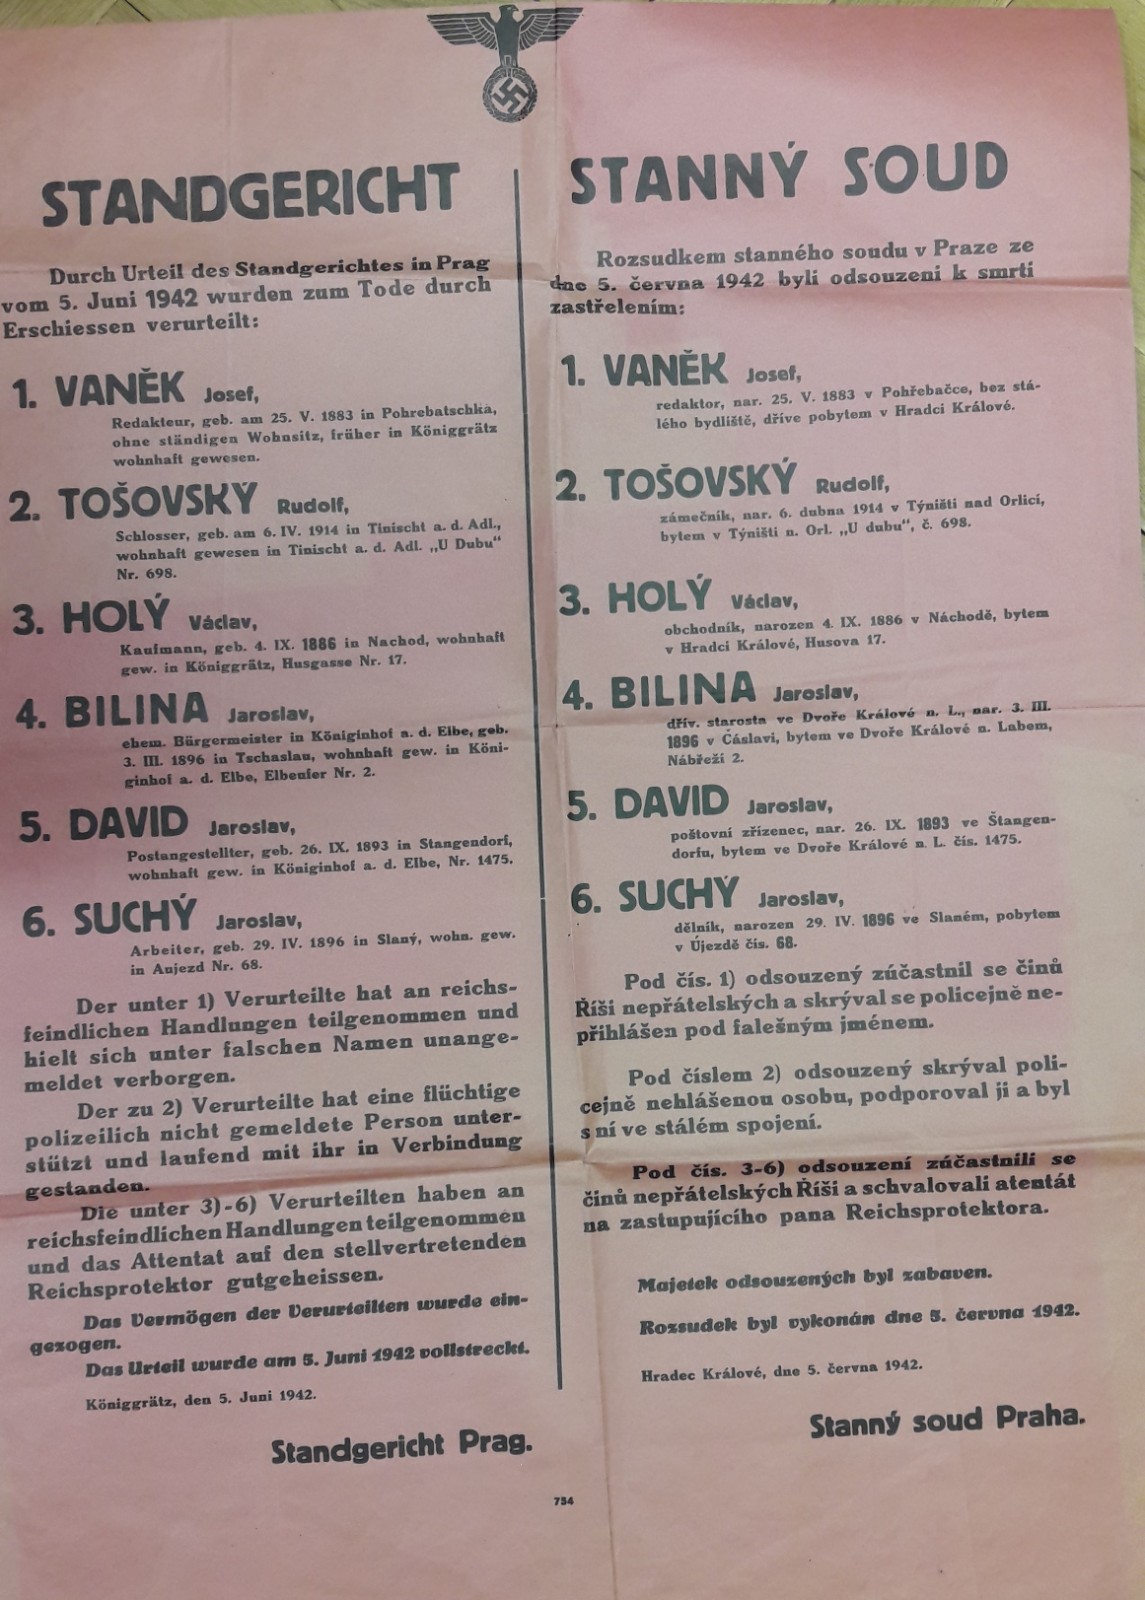 STANDGERICHT
Durch Urteil des Standgerichtes in Prag
vom 5. Juni 1942 wurden zum Tode durch
Erschiessen verurteilt:
1. VANĚK Josef,
Redakteur, geb. am 25. V. 1883 in Pohrebatschka,
ohne ständigen Wohnsitz, früher in Königgrätz
wohnhaft gewesen.
2. TOŠOVSKÝ Rudolf,
Schlosser, geb. am 6. IV. 1914 in Tinischt a. d. Adl.,
wohnhaft gewesen in Tinischt a. d. Adl. „U Dubu“
Nr. 698.
3. HOLÝ Václav,
Kaufmann, geb. 4. IX. 1886 in Nachod, wohnhaft
gew. in Königgrätz, Husgasse Nr. 17.
4. BILINA Jaroslav,
ehem. Bürgermeister in Königinhof a. d. Elbe, geb.
3. III. 1896 in Tschaslau, wohnhaft gew. in Köni-
ginhof a. d. Elbe, Elbeufer Nr. 2.
5. DAVID Jaroslav,
Postangestellter, geb. 26. IX. 1893 in Stangendorf,
wohnhaft gew. in Königinhof a. d. Elbe, Nr. 1475.
6. SUCHÝ Jaroslav,
Arbeiter, geb. 29. IV. 1896 in Slaný, wohn. gew.
in Aujezd Nr. 68.
Der unter 1) Verurteilte hat an reichs-
feindlichen Handlungen teilgenommen und
hielt sich unter falschen Namen unange-
meldet verborgen.
Der zu 2) Verurteilte hat eine flüchtige
polizeilich nicht gemeldete Person unter-
stützt und laufend mit ihr in Verbindung
gestanden.
Die unter 3)-6) Verurteilten haben an
reichsfeindlichen Handlungen teilgenommen
und das Attentat auf den stellvertretenden
Reichsprotektor gutgeheissen.
Das Vermögen der Verurteilten wurde ein-
gezogen.
Das Urteil wurde am 5. Juni 1942 vollstreckt.
Königgrätz, den 5. Juni 1942.
Standgericht Prag.
STANNÝ SOUD
Rozsudkem stanného soudu v Praze ze
dne 5. června 1942 byli odsouzeni k smrti
zastřelením:
1. VANĚK Josef,
redaktor, nar. 25. V. 1883 v Pohřebačce, bez stá-
lého bydliště, dříve pobytem v Hradci Králové.
2. TOŠOVSKÝ Rudolf,
zámečník, nar. 6. dubna 1914 v Týništi nad Orlicí,
bytem v Týništi n. Orl. „U dubu“, č. 698.
3. HOLÝ Václav,
obchodník, narozen 4. IX. 1886 v Náchodě, bytem
v Hradci Králové, Husova 17.
4. BILINA Jaroslav,
dřív. starosta ve Dvoře Králové n. L., nar. 3. III.
1896 v Čáslavi, bytem ve Dvoře Králové n. Labem,
Nábřeží 2.
5. DAVID Jaroslav,
poštovní zřízenec, nar. 26. IX. 1893 ve Štangen-
dorfu, bytem ve Dvoře Králové n. L. čís. 1475.
6. SUCHÝ Jaroslav,
dělník, narozen 29. IV. 1896 ve Slaném, pobytem
v Újezdě čís. 68.
Pod čís. 1) odsouzený zúčastnil se činů
Říši nepřátelských a skrýval se policejně ne-
přihlášen pod falešným jménem.
Pod číslem 2) odsouzený skrýval poli-
cejně nehlášenou osobu, podporoval ji a byl
s ní ve stálém spojení.
Pod čís. 3-6) odsouzení zúčastnili se
činů nepřátelských Říši a schvalovali atentát
na zastupujícího pana Reichsprotektora.
Majetek odsouzených byl zabaven.
Rozsudek byl vykonán dne 5. června 1942.
Hradec Králové, dne 5. června 1942.
Stanný soud Praha.
754